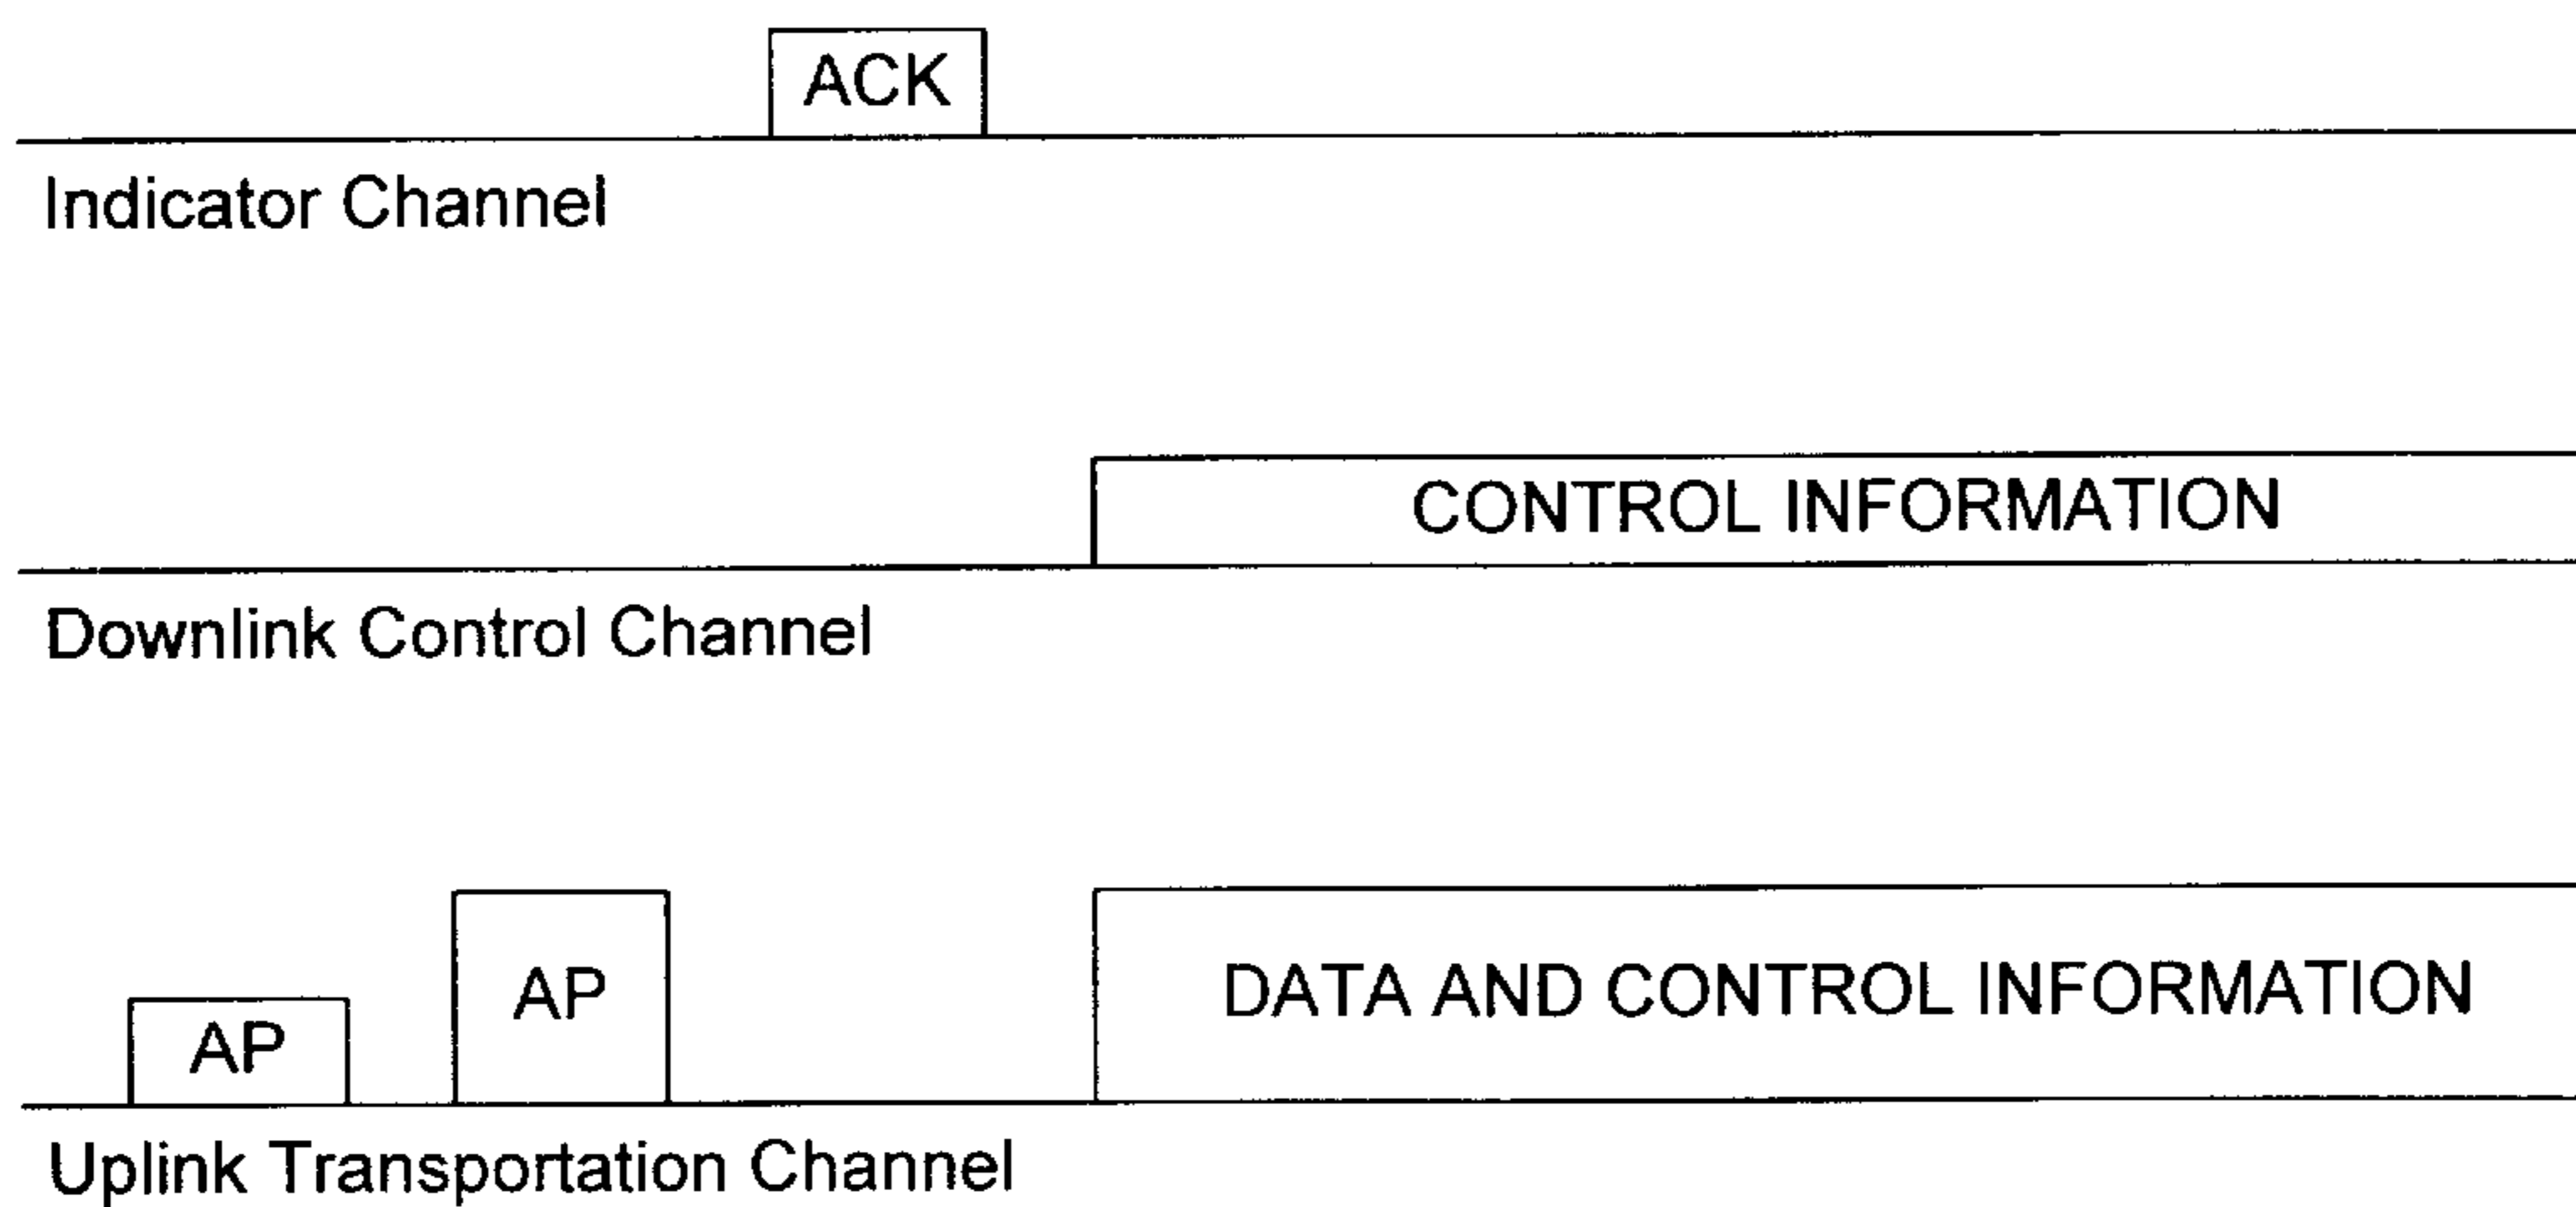 ACK
Indicator Channel
CONTROL INFORMATION
Downlink Control Channel
AP
AP
DATA AND CONTROL INFORMATION
Uplink Transportation Channel